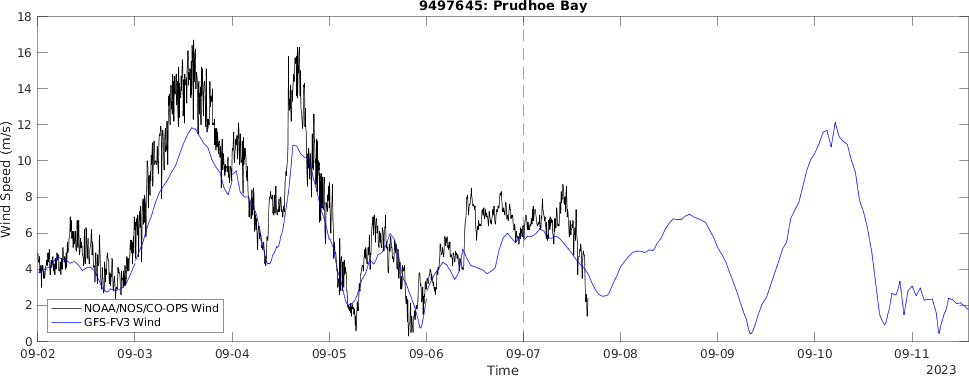 9497645: Prudhoe Bay
18
16
14
12
10
8
6
4
2
0
Wind Speed (m/s)
NOAA/NOS/CO-OPS Wind
GFS-FV3 Wind
09-02 09-03 09-04 09-05 09-06 09-07 09-08 09-09 09-10 09-11
Time
2023